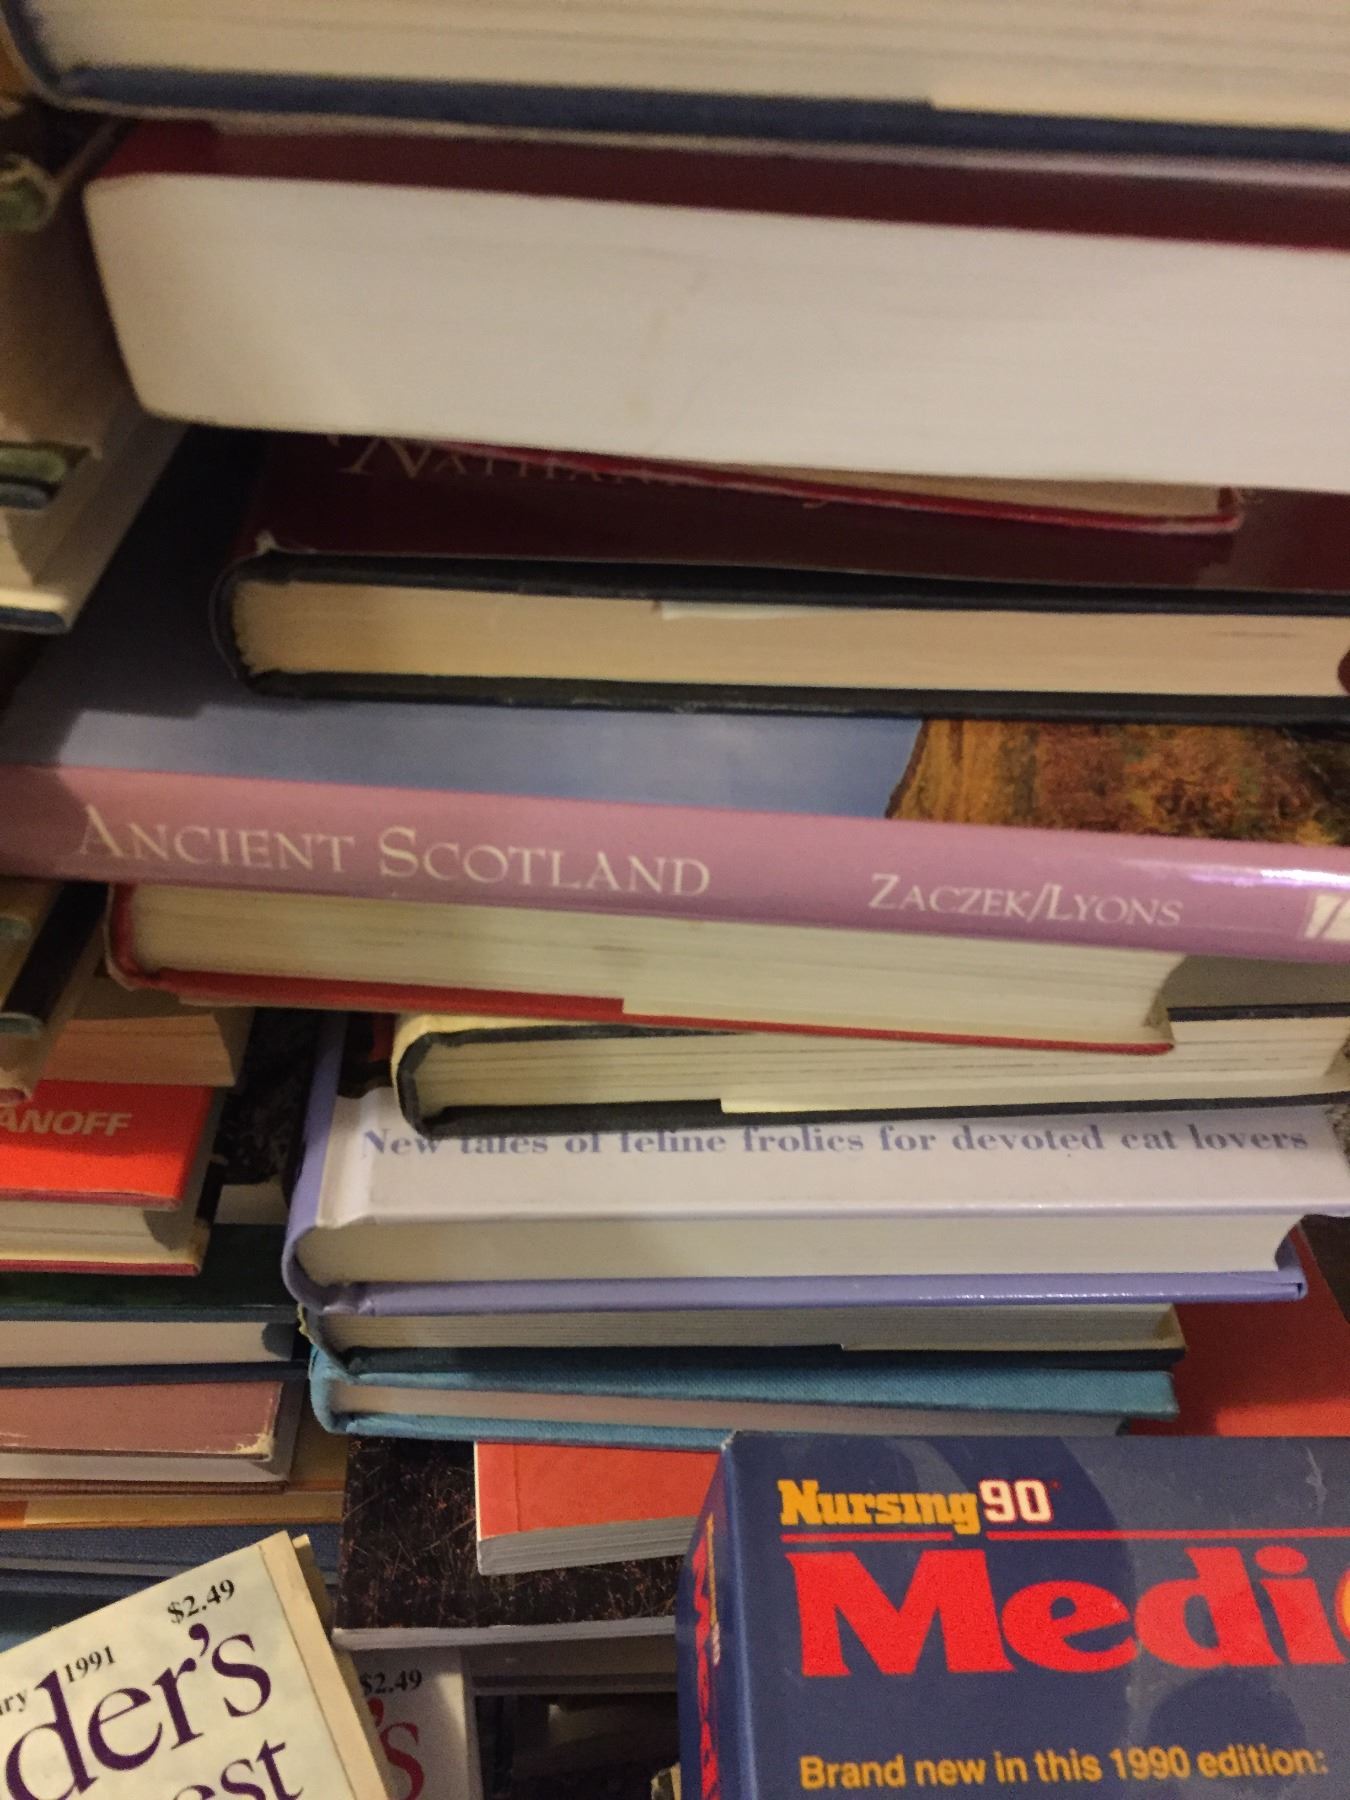 ANCIENT SCOTLAND ZACZEK/LYONS
ANOFF
New tales of feline frolics for devoted cat lovers
Nursing90
Medi
Brand new in this 1990 edition:
$2.49
ry 1991
der's
est
$2.49
's